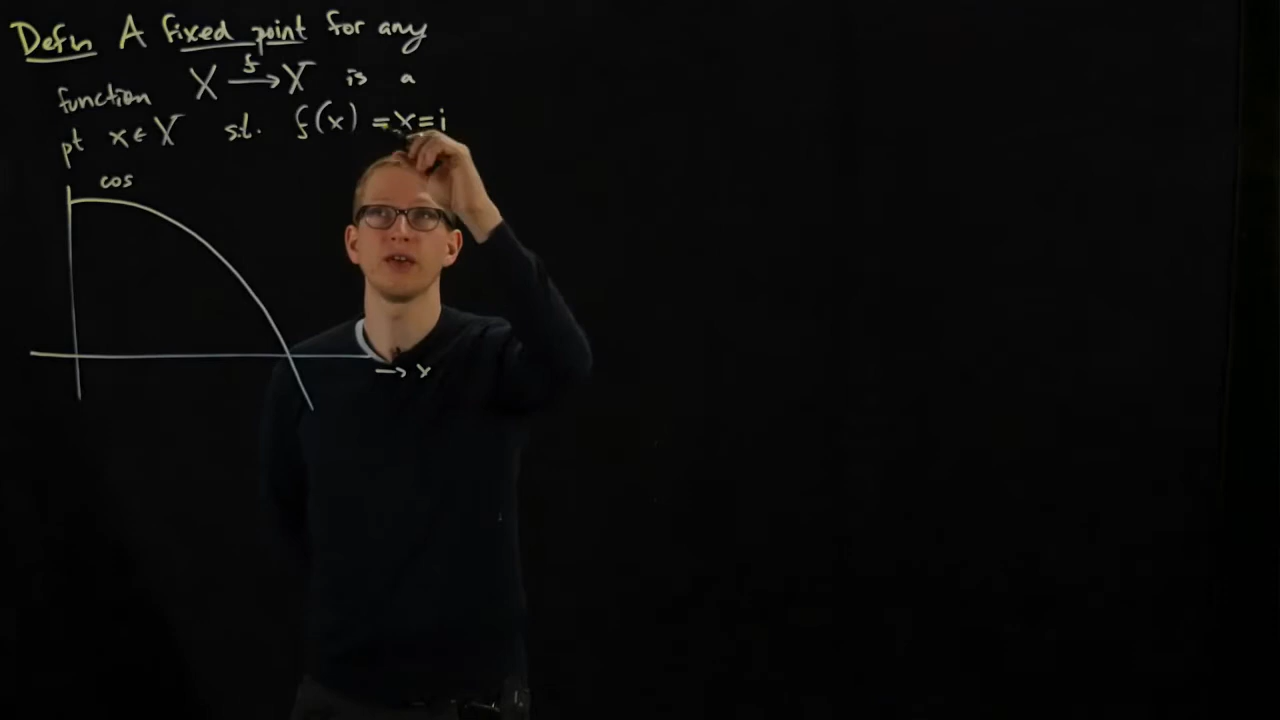 Defn A fixed point for any
function X f→ X is a
pt x ∈ X s.t. f(x) = x = i
cos
→ x